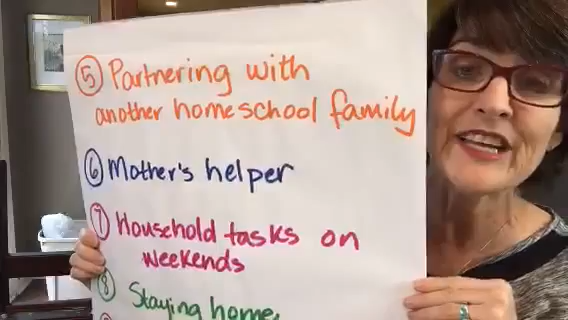 ⑤ Partnering with
another homeschool family
⑥ Mother's helper
⑦ Household tasks on
weekends
⑧ Staying home